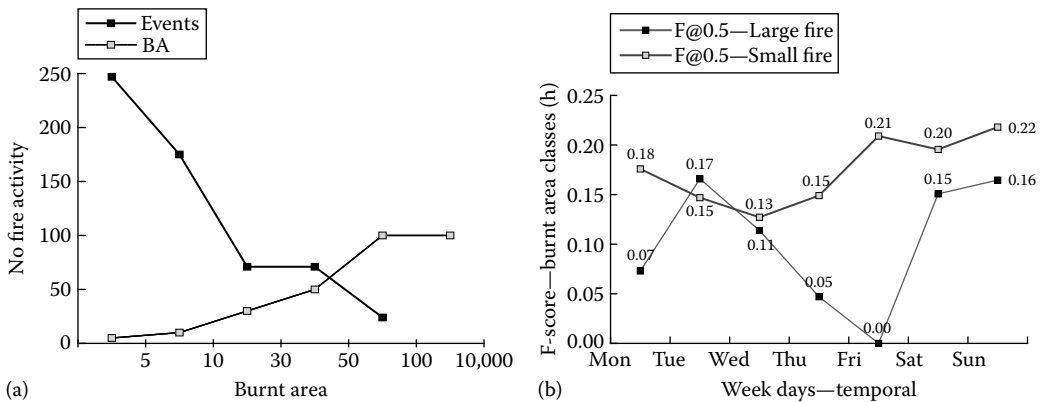 Events
BA
No fire activity
250
200
150
100
50
0
5 10 30 50 100 10,000
Burnt area
(a)
F@0.5—Large fire
F@0.5—Small fire
F-score—burnt area classes (h)
0.25
0.20
0.15
0.10
0.05
0.00
0.18
0.15
0.13
0.15
0.21
0.20
0.22
0.07
0.17
0.11
0.05
0.00
0.15
0.16
Mon Tue Wed Thu Fri Sat Sun
Week days—temporal
(b)